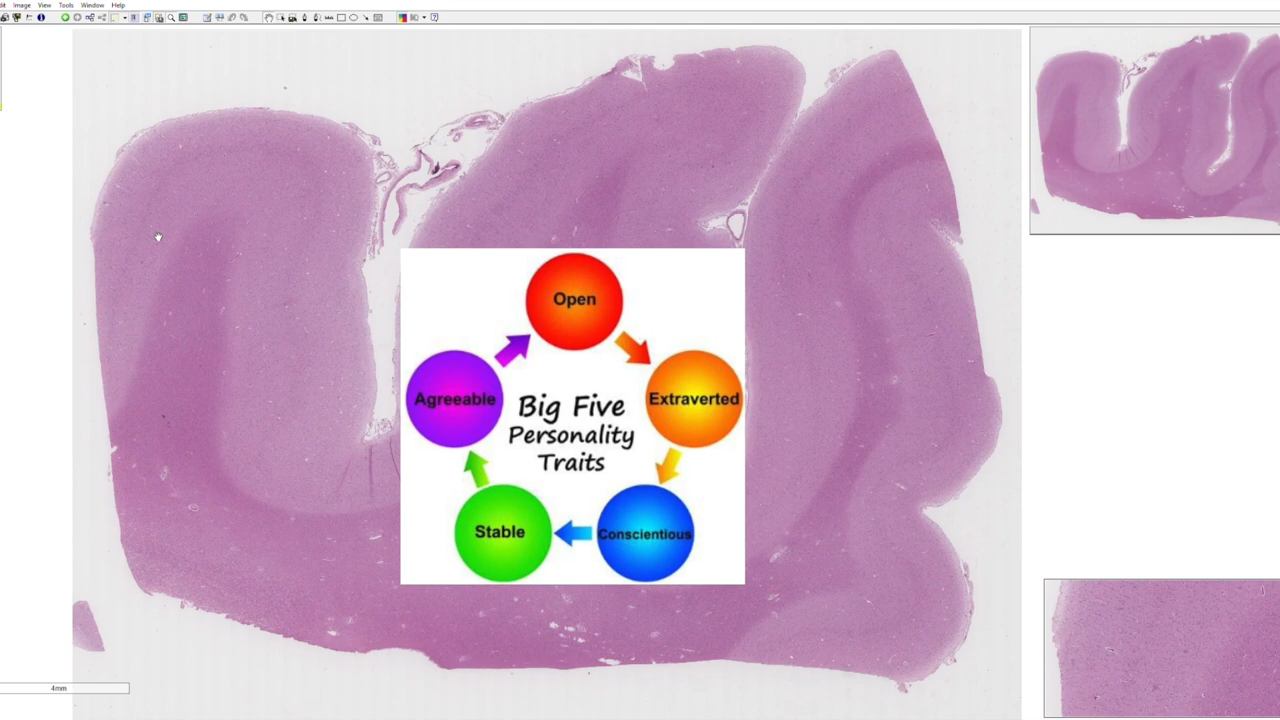 Image View Tools Window Help
Open
Agreeable
Extraverted
Big Five
Personality
Traits
Stable
Conscientious
4mm